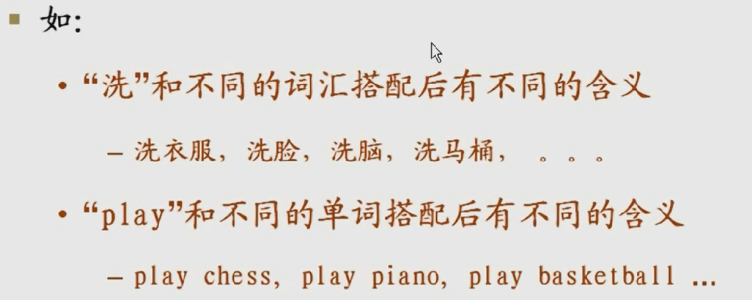 如:
• “洗”和不同的词汇搭配后有不同的含义
– 洗衣服, 洗脸, 洗脑, 洗马桶, 。。。
• “play”和不同的单词搭配后有不同的含义
– play chess, play piano, play basketball ...